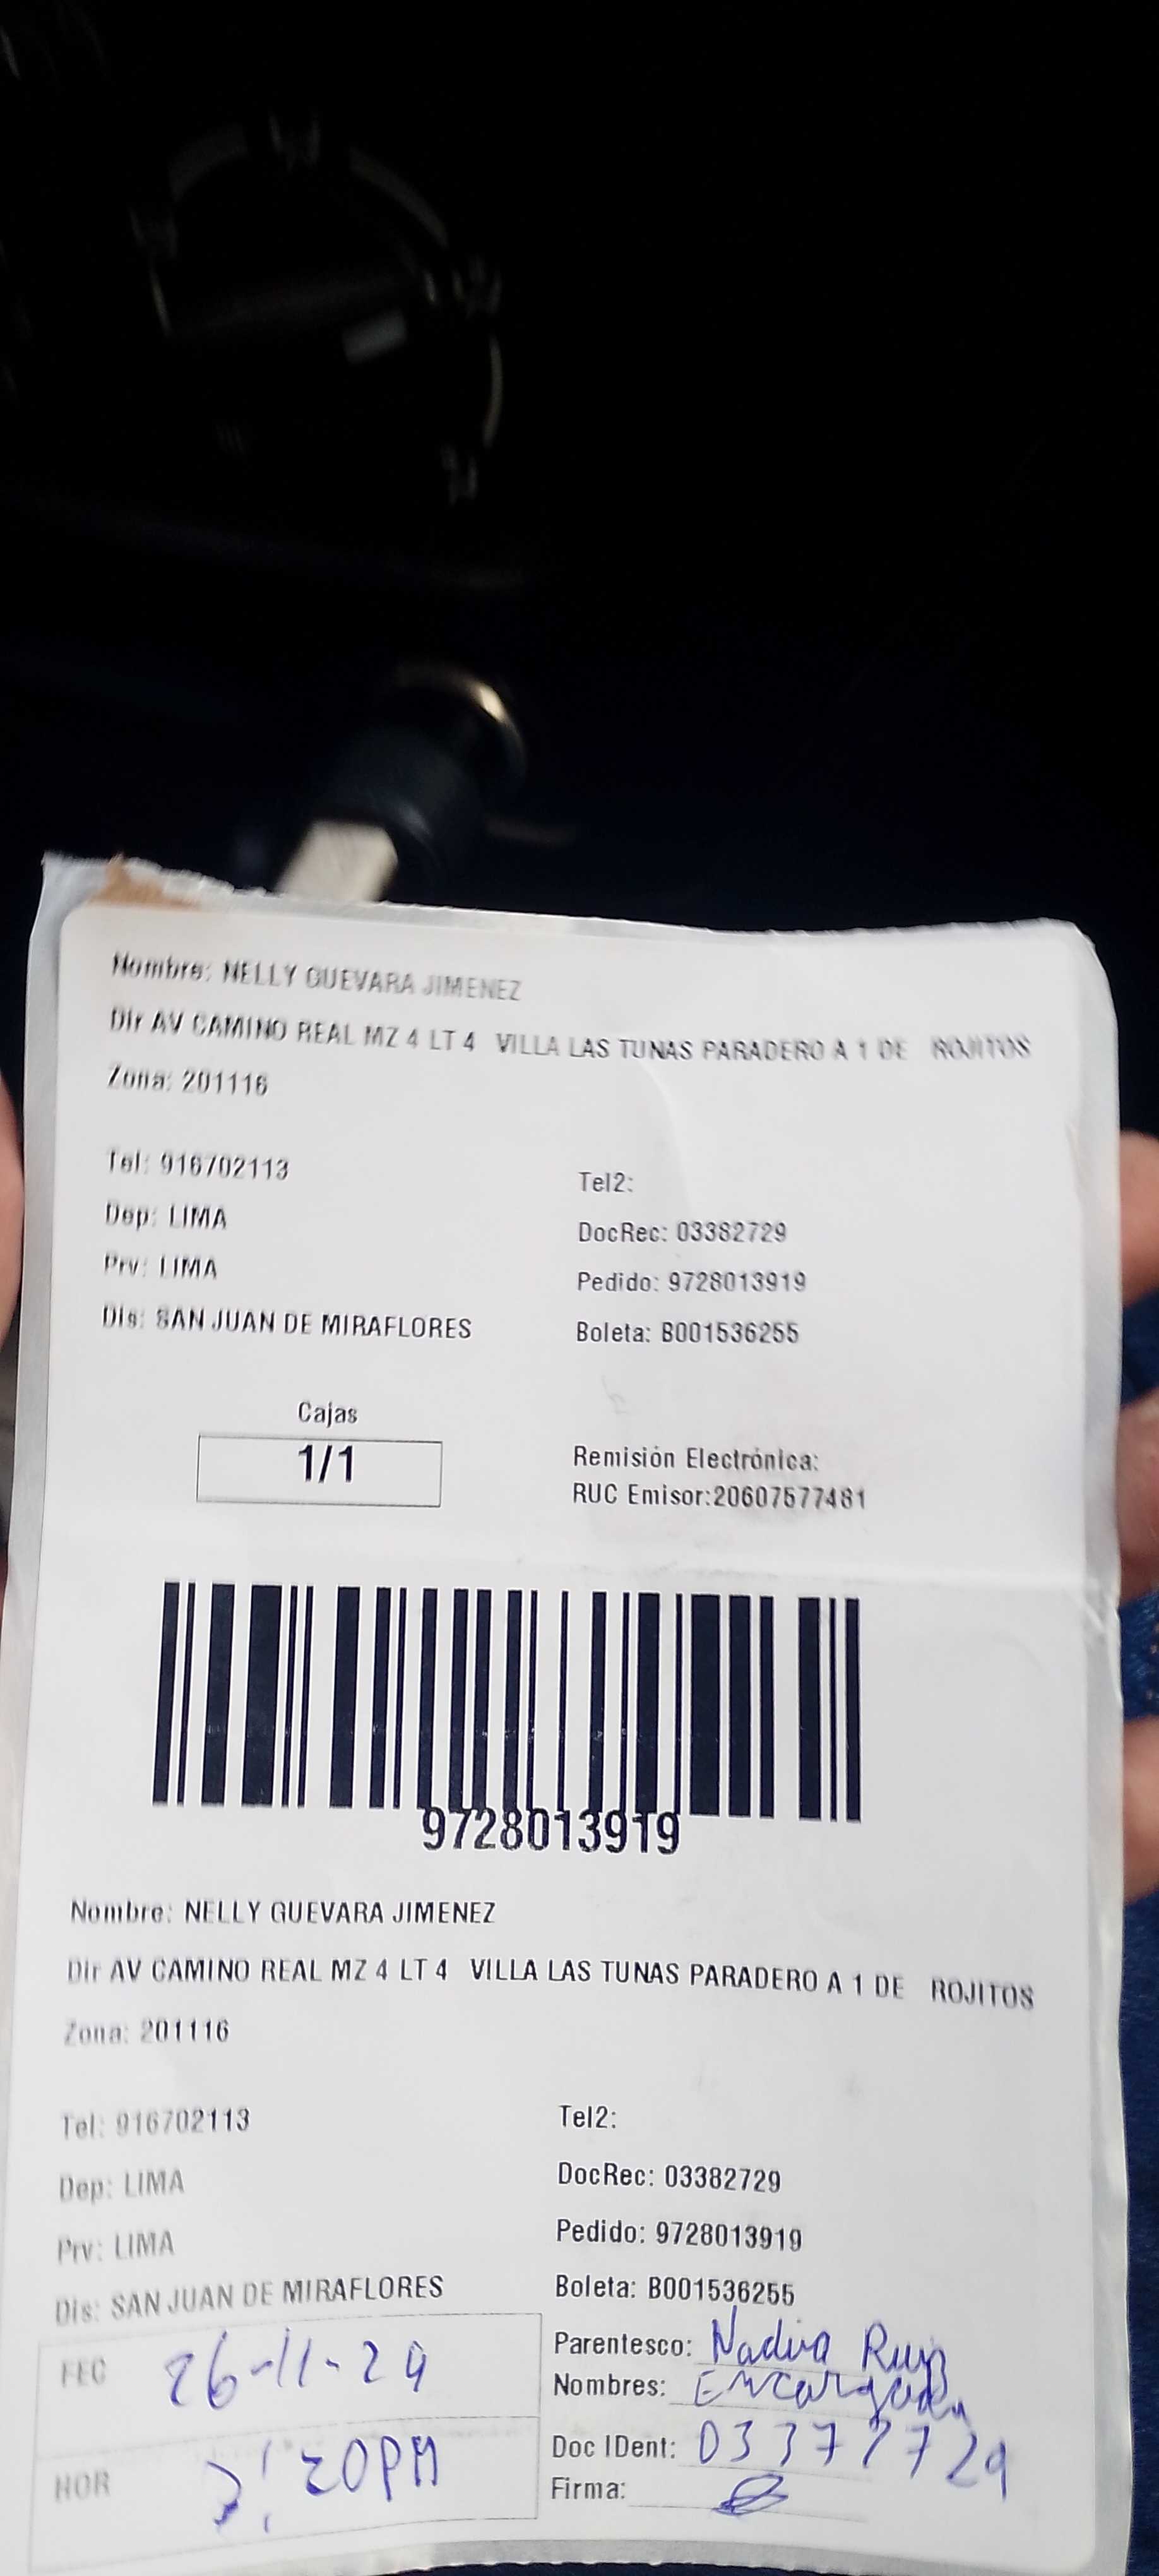 Nombre: NELLY GUEVARA JIMENEZ
Dir AV CAMINO REAL MZ 4 LT 4 VILLA LAS TUNAS PARADERO A 1 DE ROJITOS
Zona: 201116
Tel: 916702113
Tel2:
Dep: LIMA
DocRec: 03382729
Prv: LIMA
Pedido: 9728013919
Dis: SAN JUAN DE MIRAFLORES
Boleta: B001536255
Cajas
1/1
Remisión Electrónica:
RUC Emisor:20607577481
9728013919
Nombre: NELLY GUEVARA JIMENEZ
Dir AV CAMINO REAL MZ 4 LT 4 VILLA LAS TUNAS PARADERO A 1 DE ROJITOS
Zona: 201116
Tel: 916702113
Tel2:
Dep: LIMA
DocRec: 03382729
Prv: LIMA
Pedido: 9728013919
Dis: SAN JUAN DE MIRAFLORES
Boleta: B001536255
FEC 26-11-24
Parentesco: Nadia Ruiz
Nombres: Encargada
HOR
Doc IDent:
Firma: